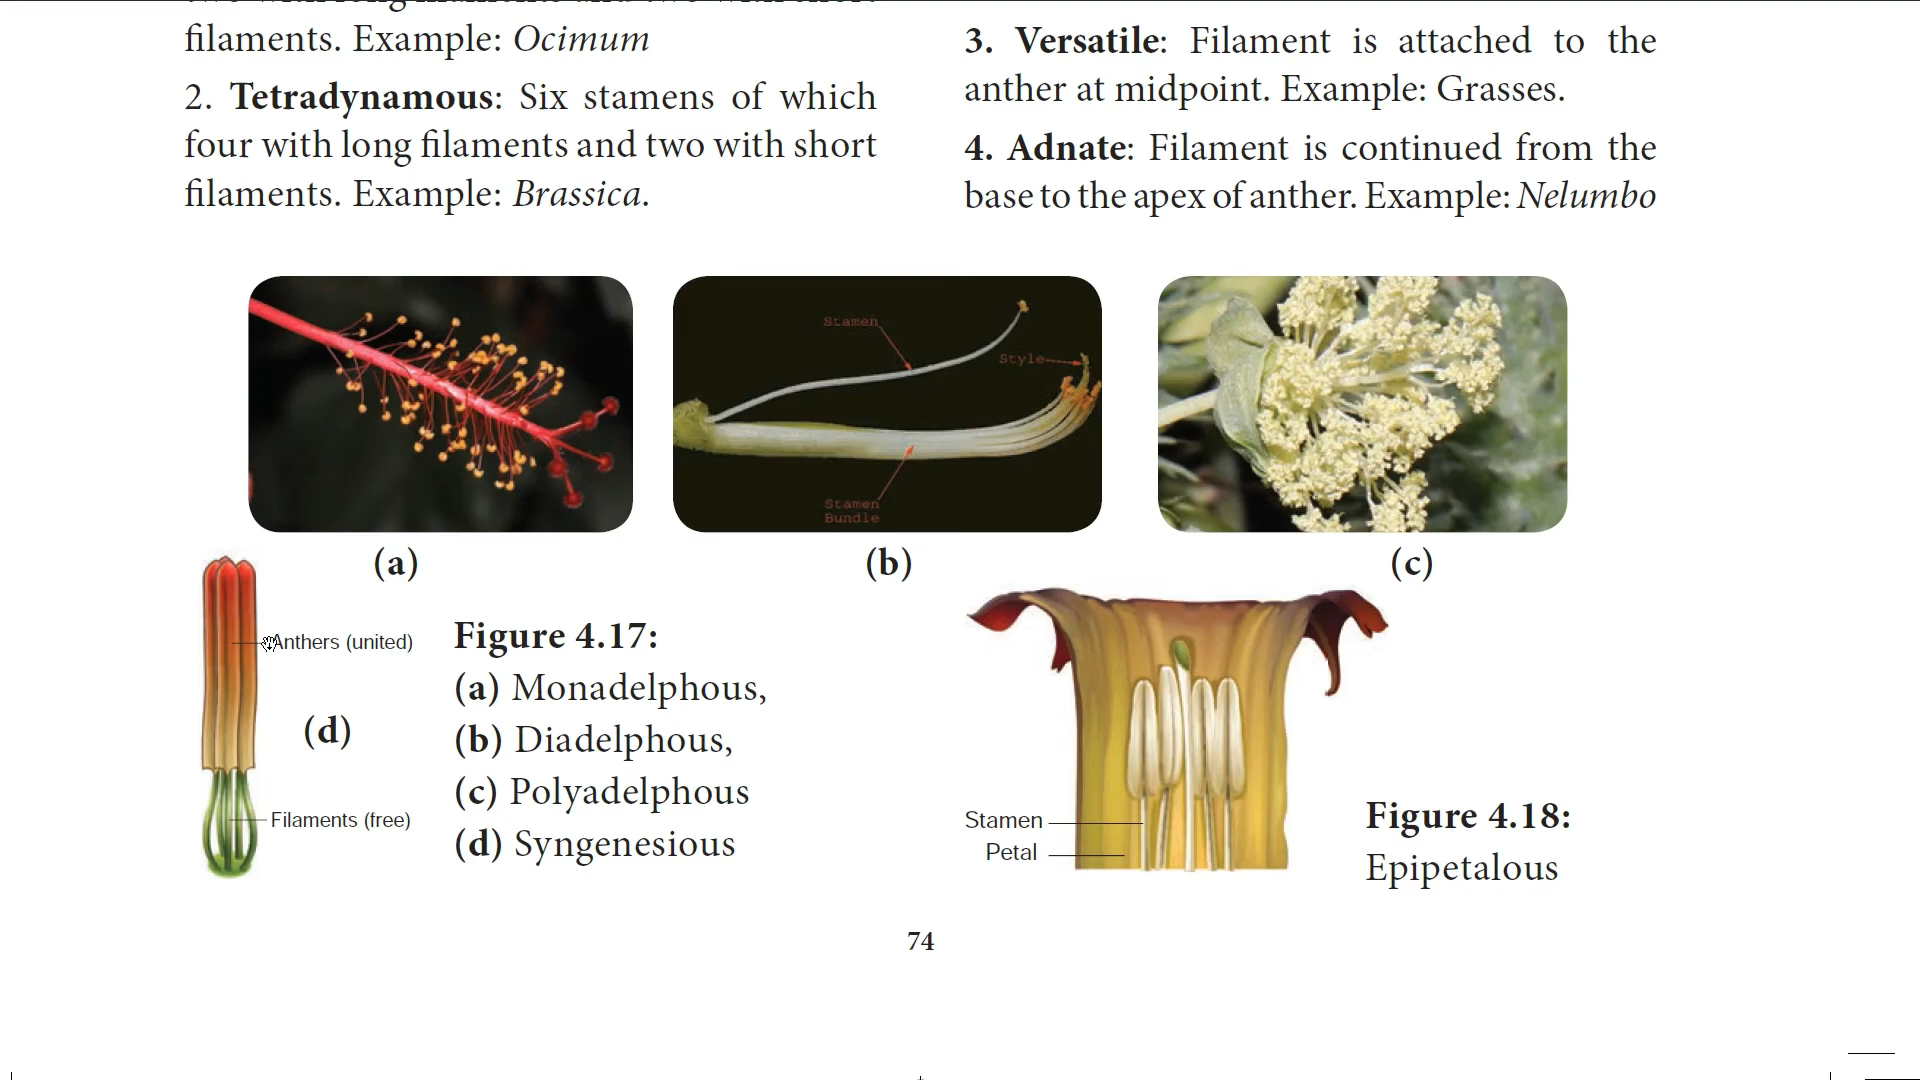 filaments. Example: Ocimum
2. Tetradynamous: Six stamens of which
four with long filaments and two with short
filaments. Example: Brassica.
3. Versatile: Filament is attached to the
anther at midpoint. Example: Grasses.
4. Adnate: Filament is continued from the
base to the apex of anther. Example: Nelumbo
Stamen
Style
Stamen
Bundle
(a)
(b)
(c)
Anthers (united)
(d)
Filaments (free)
Figure 4.17:
(a) Monadelphous,
(b) Diadelphous,
(c) Polyadelphous
(d) Syngenesious
Stamen
Petal
Figure 4.18:
Epipetalous
74